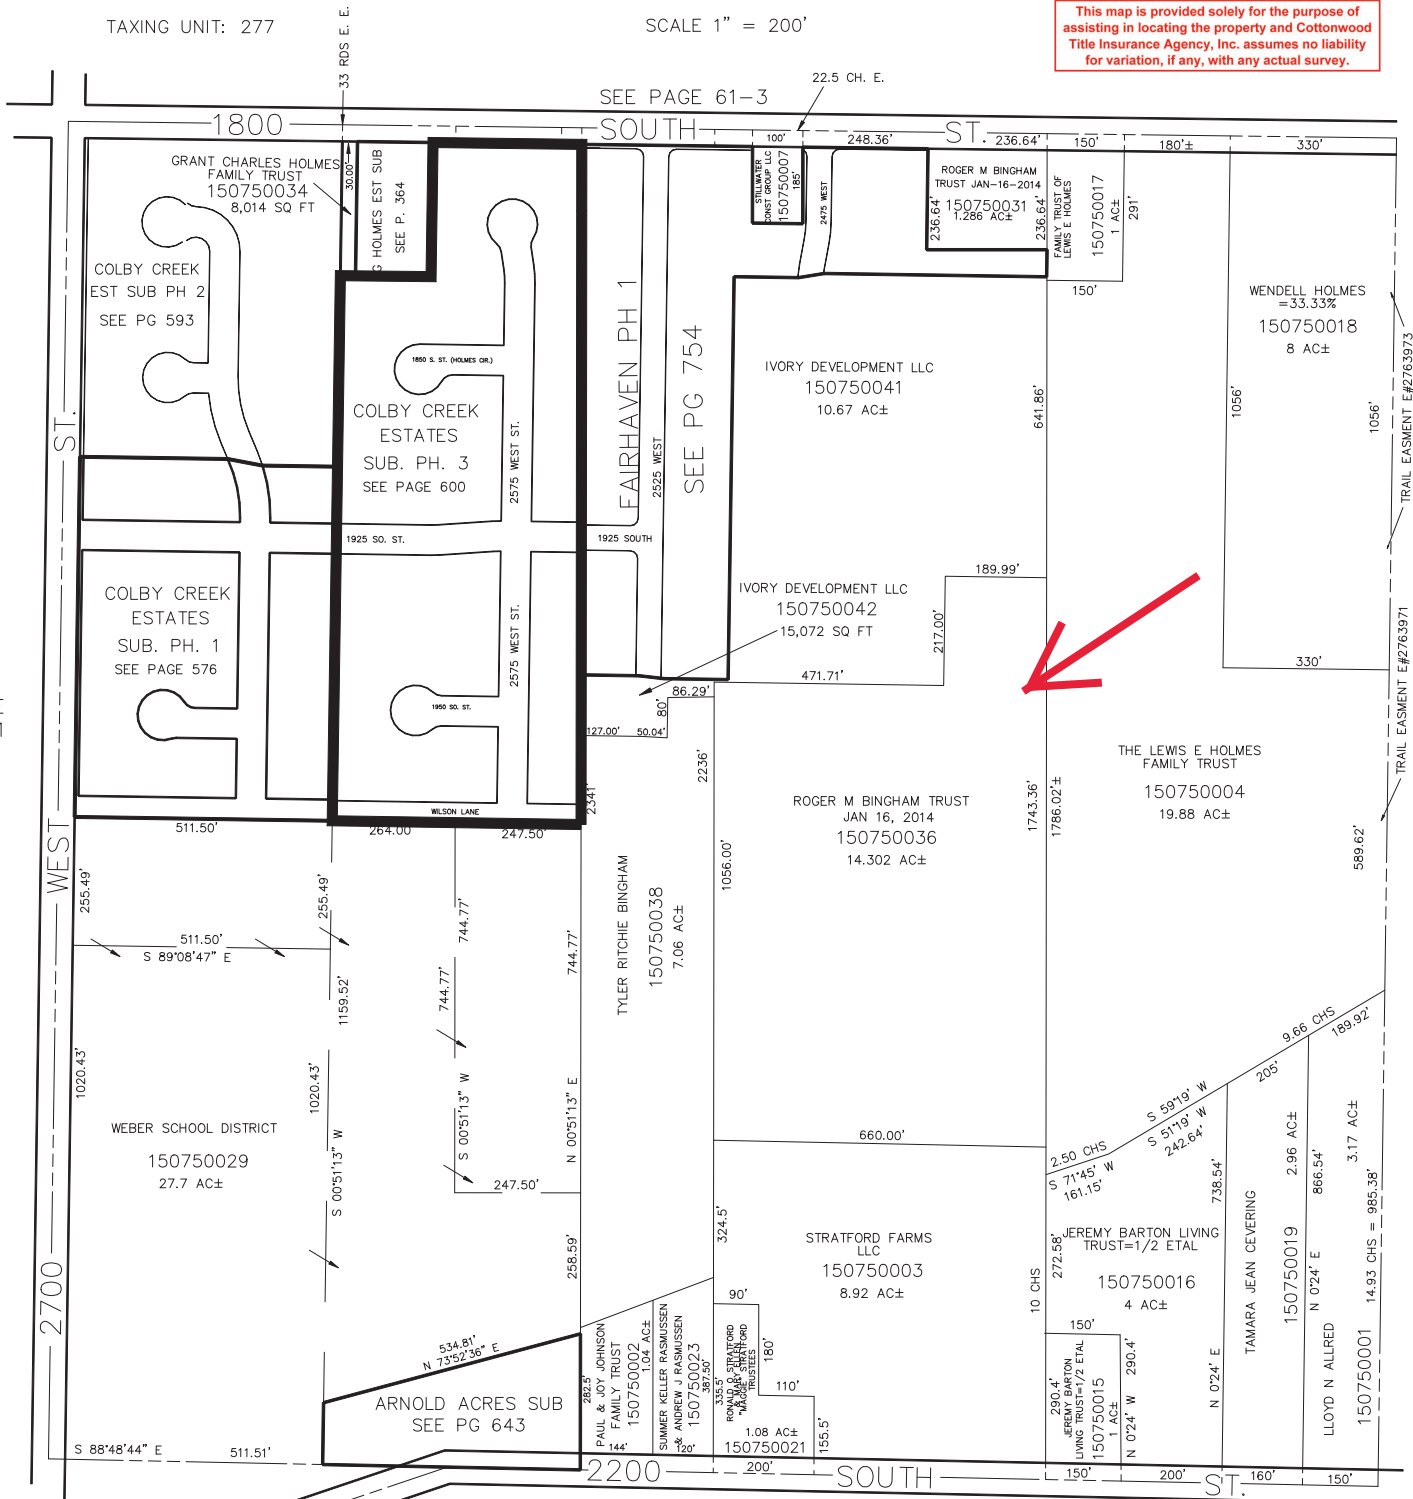 TAXING UNIT: 277
SCALE 1" = 200'
This map is provided solely for the purpose of
assisting in locating the property and Cottonwood
Title Insurance Agency, Inc. assumes no liability
for variation, if any, with any actual survey.
33 RDS E. E.
22.5 CH. E.
SEE PAGE 61-3
1800 SOUTH ST.
100'
248.36'
236.64'
150'
180'±
330'
GRANT CHARLES HOLMES
FAMILY TRUST
150750034
8,014 SQ FT
30.00'
G HOLMES EST SUB
SEE P. 364
STILLWATER
CONST GROUP LLC
150750007
185'
2475 WEST
ROGER M BINGHAM
TRUST JAN-16-2014
150750031
1.286 AC±
236.64'
236.64'
FAMILY TRUST OF
LEWIS E HOLMES
150750017
1 AC±
291'
150'
COLBY CREEK
EST SUB PH 2
SEE PG 593
1850 S. ST. (HOLMES CIR.)
COLBY CREEK
ESTATES
SUB. PH. 3
SEE PAGE 600
2575 WEST ST.
FAIRHAVEN PH 1
SEE PG 754
2525 WEST
IVORY DEVELOPMENT LLC
150750041
10.67 AC±
641.86'
WENDELL HOLMES
=33.33%
150750018
8 AC±
1056'
1056'
TRAIL EASMENT E#2763973
1925 SO. ST.
1925 SOUTH
189.99'
COLBY CREEK
ESTATES
SUB. PH. 1
SEE PAGE 576
2575 WEST ST.
1950 SO. ST.
IVORY DEVELOPMENT LLC
150750042
15,072 SQ FT
217.00'
471.71'
86.29'
80'
127.00'
50.04'
330'
TRAIL EASMENT E#2763971
2236'
2341'
WILSON LANE
511.50'
264.00
247.50'
ROGER M BINGHAM TRUST
JAN 16, 2014
150750036
14.302 AC±
1743.36'
1786.02'±
THE LEWIS E HOLMES
FAMILY TRUST
150750004
19.88 AC±
589.62'
2700 WEST ST.
255.49'
255.49'
744.77'
744.77'
744.77'
TYLER RITCHIE BINGHAM
150750038
7.06 AC±
1056.00'
511.50'
S 89°08'47" E
1159.52'
1020.43'
1020.43'
S 00°51'13" W
S 00°51'13" W
N 00°51'13" E
WEBER SCHOOL DISTRICT
150750029
27.7 AC±
247.50'
258.59'
660.00'
9.66 CHS
189.92'
205'
S 59°19' W
S 51°19' W
242.64'
2.50 CHS
S 71°45' W
161.15'
324.5'
STRATFORD FARMS
LLC
150750003
8.92 AC±
10 CHS
272.58'
JEREMY BARTON LIVING
TRUST=1/2 ETAL
150750016
4 AC±
738.54'
N 0°24' E
TAMARA JEAN CEVERING
150750019
2.96 AC±
866.54'
N 0°24' E
LLOYD N ALLRED
150750001
3.17 AC±
14.93 CHS = 985.38'
534.81'
N 73°52'36" E
ARNOLD ACRES SUB
SEE PG 643
S 88°48'44" E
511.51'
282.5'
PAUL & JOY JOHNSON
FAMILY TRUST
150750002
1.04 AC±
144'
SUMMER KELLER RASMUSSEN
& ANDREW J RASMUSSEN
150750023
387.50'
120'
335.5'
90'
RONALD O STRATFORD
& MARY ELLEN
"MAGGIE" STRATFORD
TRUSTEES
180'
110'
1.08 AC±
150750021
155.5'
200'
150'
290.4'
JEREMY BARTON
LIVING TRUST=1/2 ETAL
150750015
1 AC±
N 0°24' W
290.4'
2200 SOUTH ST.
150'
200'
160'
150'